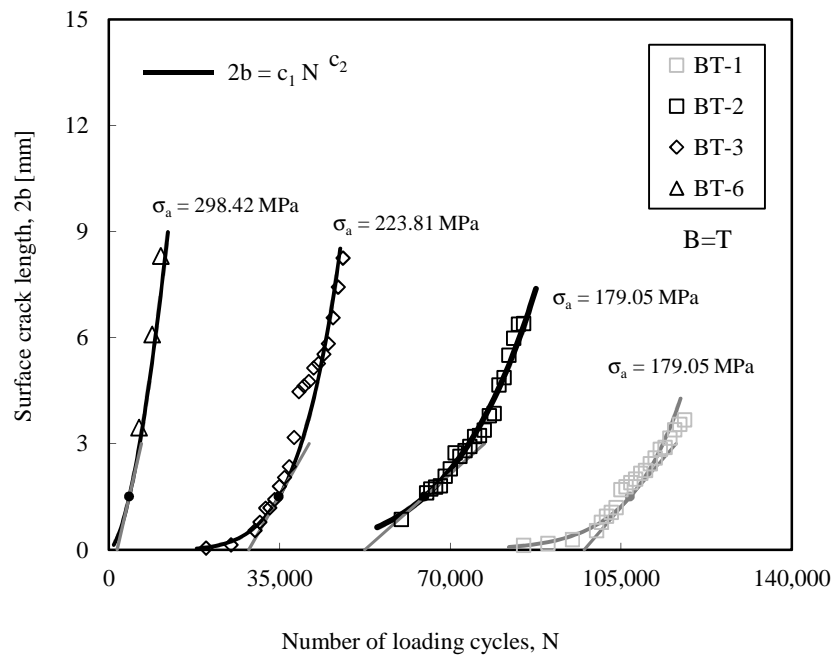 15
12
9
6
3
0
Surface crack length, 2b [mm]
2b = c₁ N ᶜ₂
BT-1
BT-2
BT-3
BT-6
B=T
σₐ = 298.42 MPa
σₐ = 223.81 MPa
σₐ = 179.05 MPa
σₐ = 179.05 MPa
0
35,000
70,000
105,000
140,000
Number of loading cycles, N